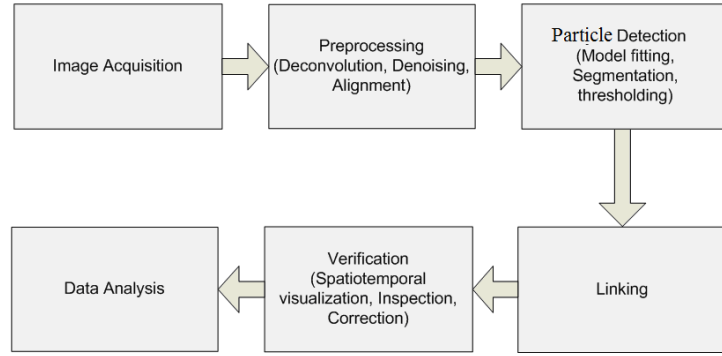 Image Acquisition
Preprocessing
(Deconvolution, Denoising,
Alignment)
Particle Detection
(Model fitting,
Segmentation,
thresholding)
Data Analysis
Verification
(Spatiotemporal
visualization, Inspection,
Correction)
Linking